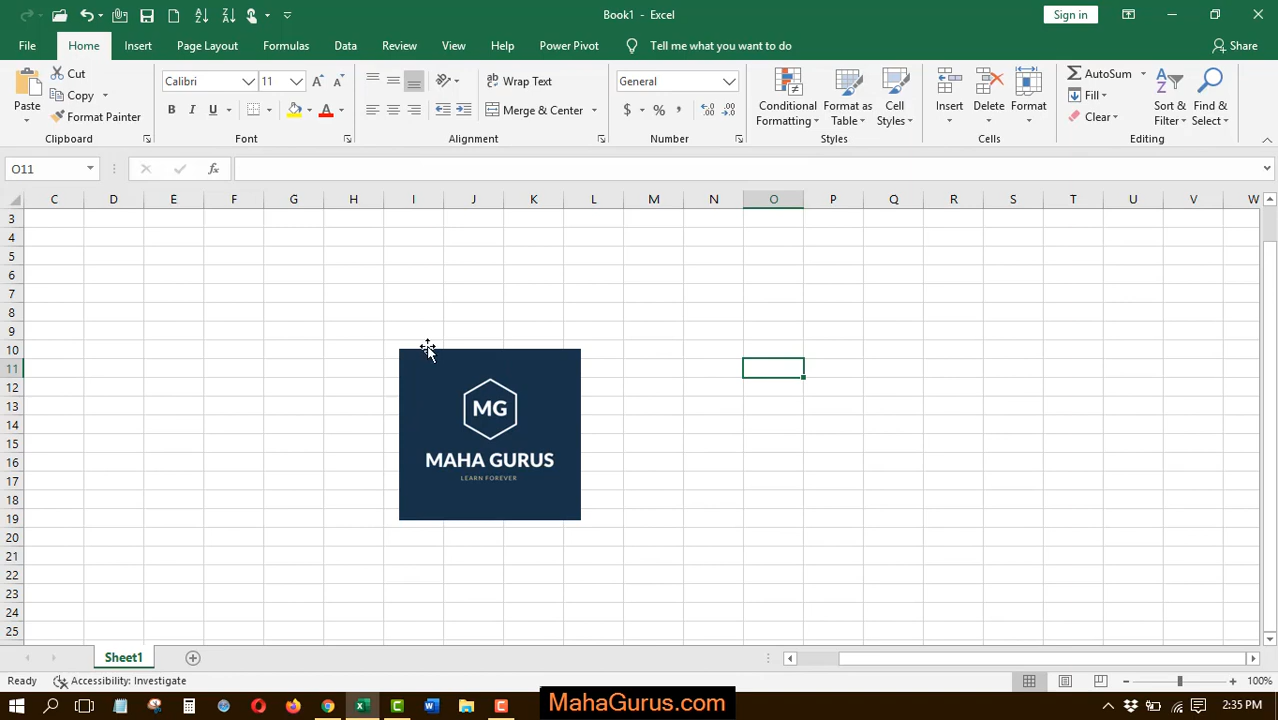 Book1 - Excel
Sign in
File Home Insert Page Layout Formulas Data Review View Help Power Pivot Tell me what you want to do Share
Paste Cut Copy Format Painter
Clipboard
Calibri 11
B I U A
Font
Wrap Text
Merge & Center
Alignment
General
$ % ,
Number
Conditional Formatting
Format as Table
Cell Styles
Styles
Insert Delete Format
Cells
AutoSum
Fill
Clear
Sort & Filter
Find & Select
Editing
O11 fx
C D E F G H I J K L M N O P Q R S T U V W
3
4
5
6
7
8
9
10
11
12
13
14
15
16
17
18
19
20
21
22
23
24
25
MG
MAHA GURUS
LEARN FOREVER
Sheet1
Ready Accessibility: Investigate 100%
MahaGurus.com
2:35 PM